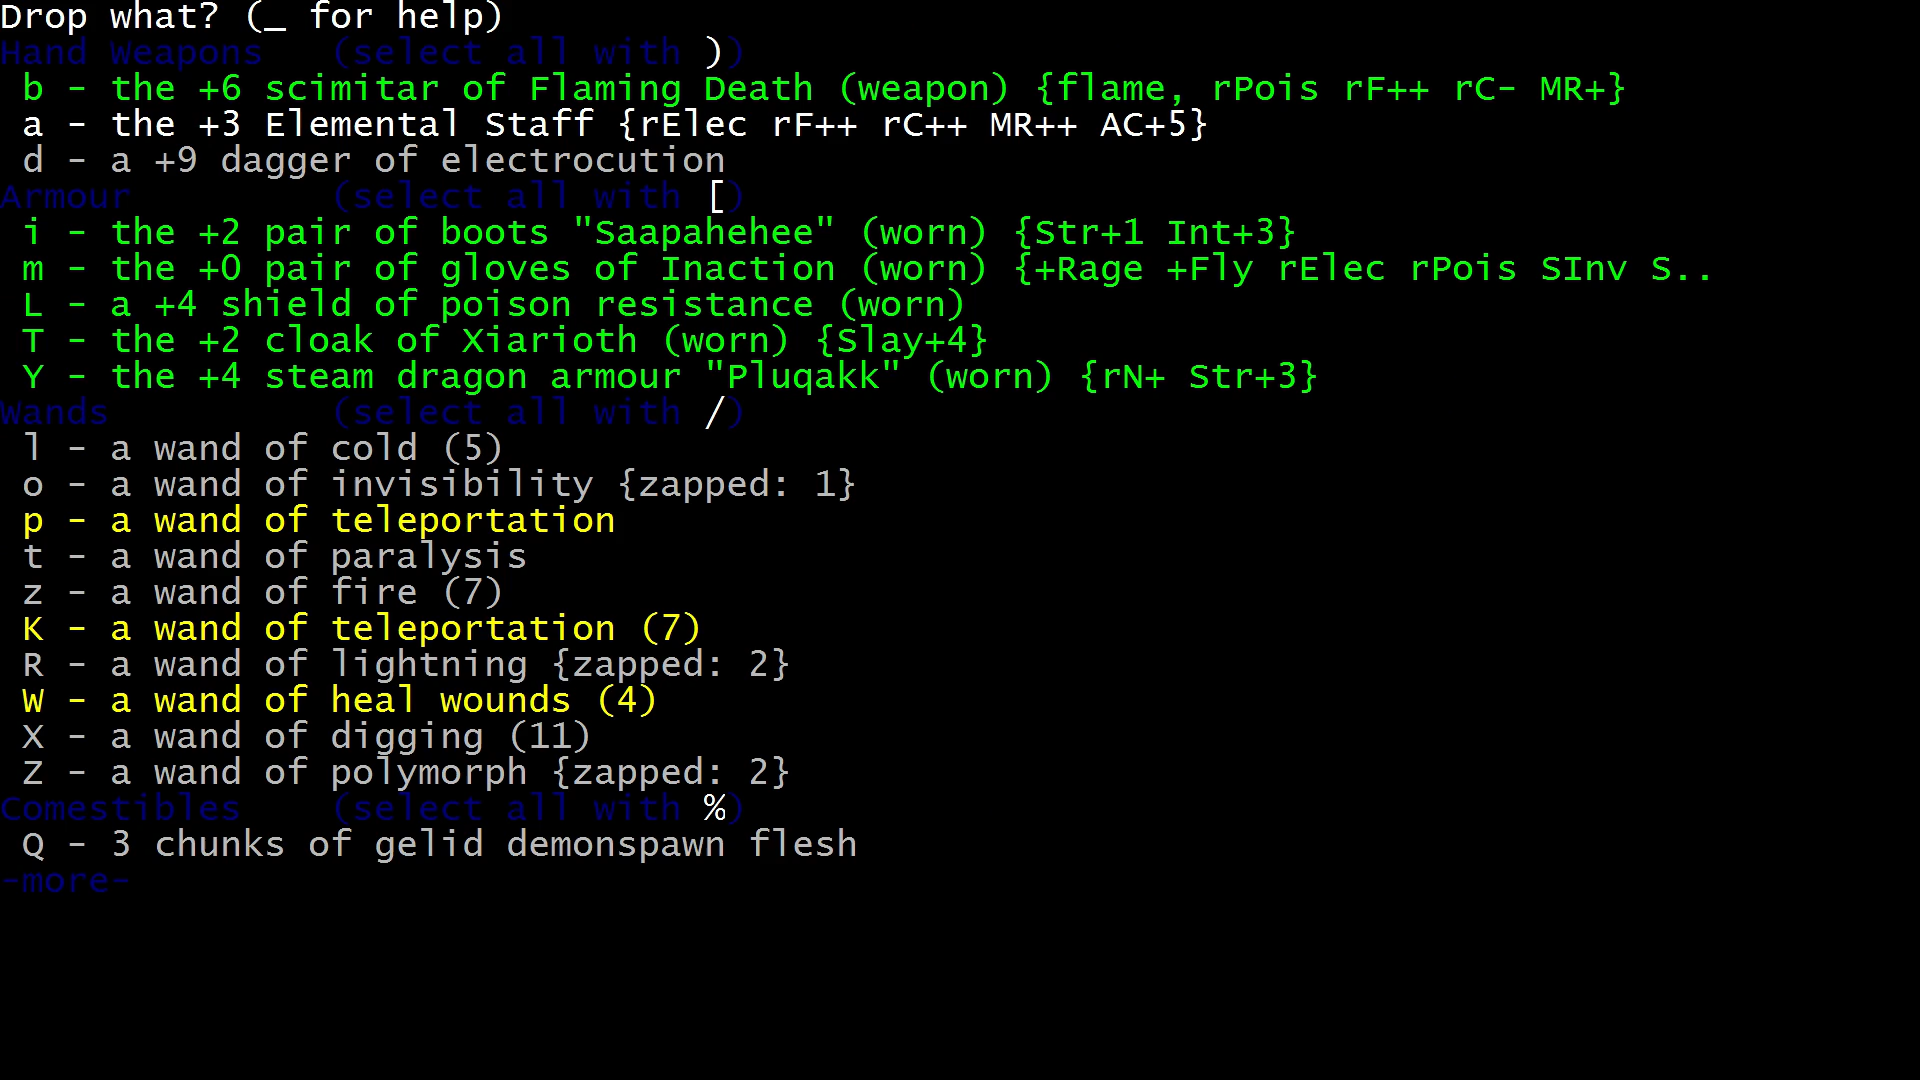 Drop what? (_ for help)
Hand Weapons (select all with ))
b - the +6 scimitar of Flaming Death (weapon) {flame, rPois rF++ rC- MR+}
a - the +3 Elemental Staff {rElec rF++ rC++ MR++ AC+5}
d - a +9 dagger of electrocution
Armour (select all with [)
i - the +2 pair of boots "Saapahehee" (worn) {Str+1 Int+3}
m - the +0 pair of gloves of Inaction (worn) {+Rage +Fly rElec rPois SInv S..
L - a +4 shield of poison resistance (worn)
T - the +2 cloak of Xiarioth (worn) {Slay+4}
Y - the +4 steam dragon armour "Pluqakk" (worn) {rN+ Str+3}
Wands (select all with /)
l - a wand of cold (5)
o - a wand of invisibility {zapped: 1}
p - a wand of teleportation
t - a wand of paralysis
z - a wand of fire (7)
K - a wand of teleportation (7)
R - a wand of lightning {zapped: 2}
W - a wand of heal wounds (4)
X - a wand of digging (11)
Z - a wand of polymorph {zapped: 2}
Comestibles (select all with %)
Q - 3 chunks of gelid demonspawn flesh
-more-